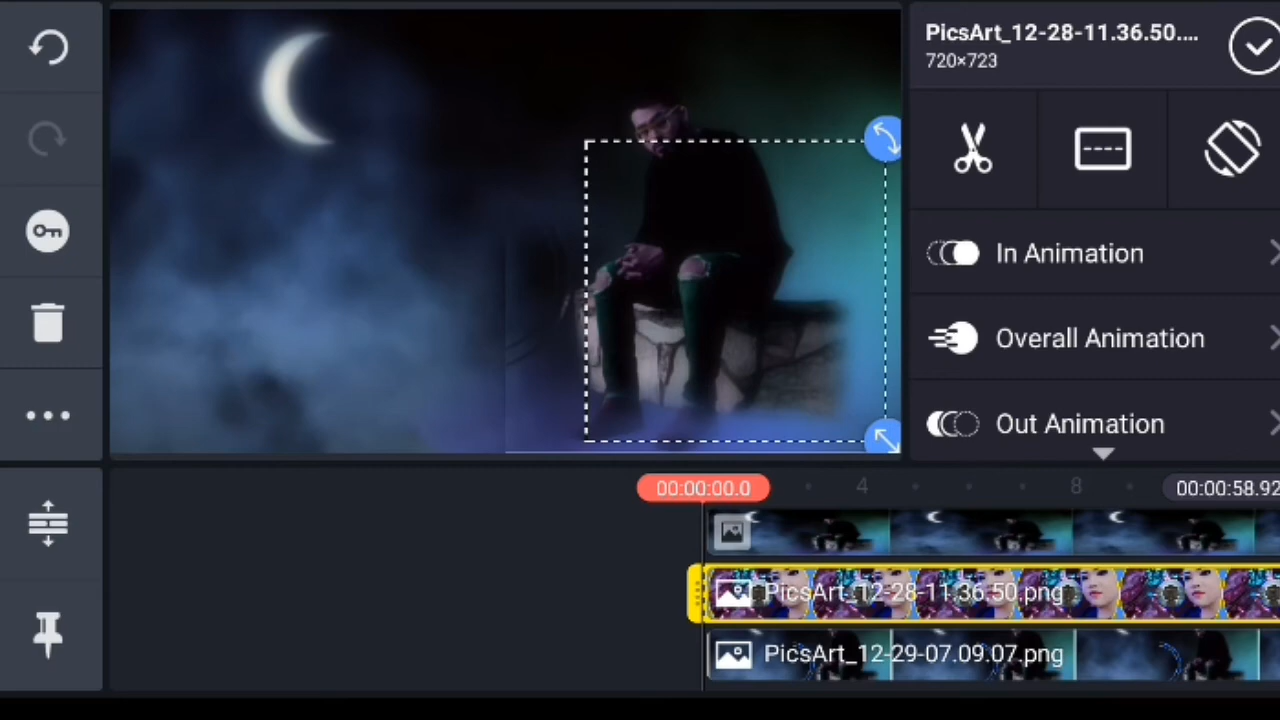 PicsArt_12-28-11.36.50....
720×723
In Animation
Overall Animation
Out Animation
00:00:00.0
4
8
00:00:58.92
PicsArt_12-28-11.36.50.png
PicsArt_12-29-07.09.07.png